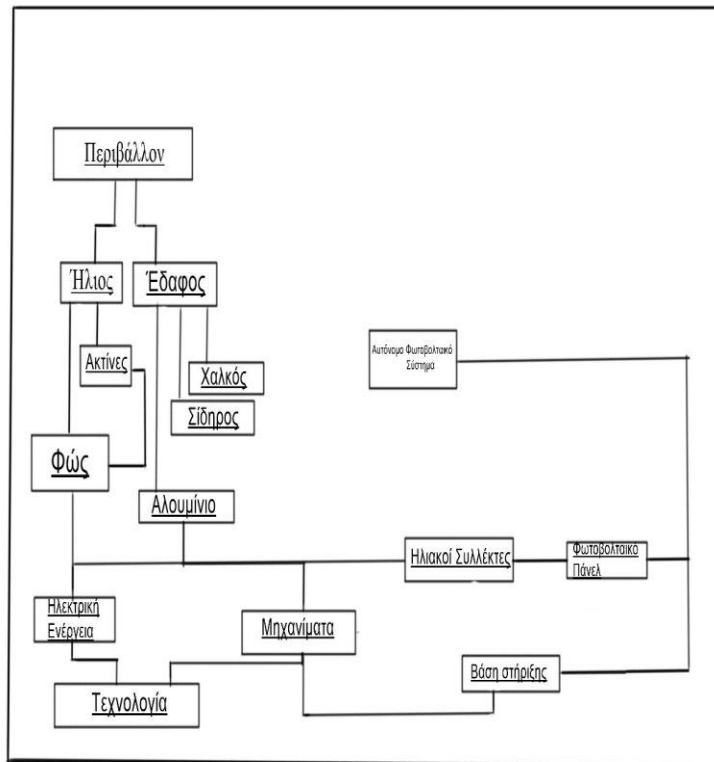 Περιβάλλον
Ήλιος
Έδαφος
Ακτίνες
Αυτόνομο Φωτοβολταικό
Σύστημα
Χαλκός
Σίδηρος
Φώς
Αλουμίνιο
Ηλιακοί Συλλέκτες
Φωτοβολταικο
Πάνελ
Ηλεκτρική
Ενέργεια
Μηχανίματα
Βάση στήριξης
Τεχνολογία